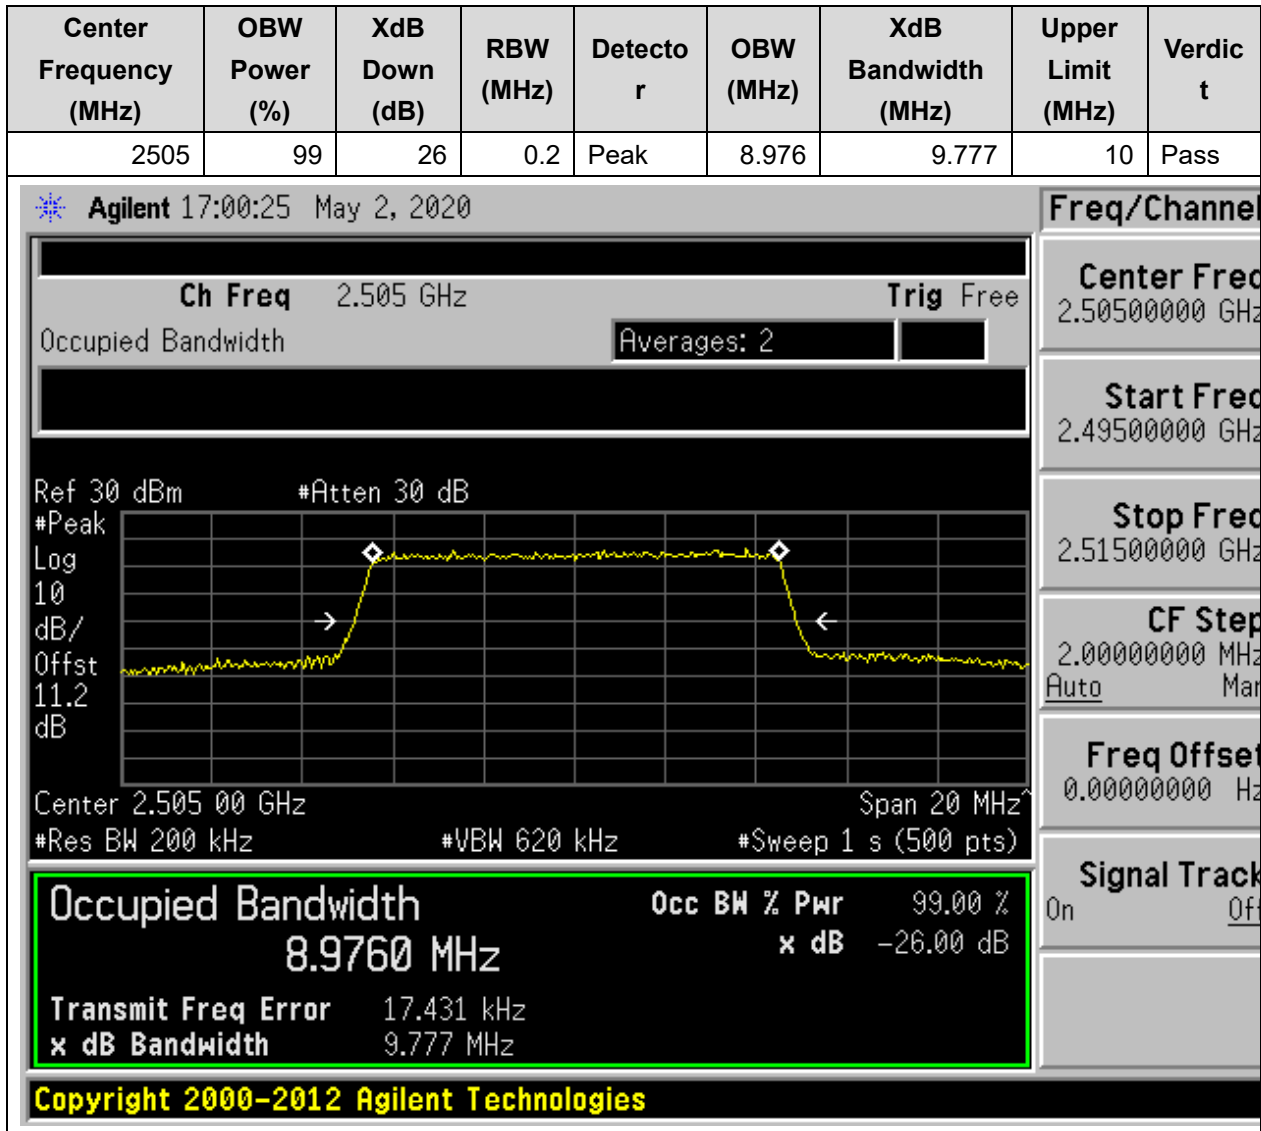 Center Frequency (MHz) OBW Power (%) XdB Down (dB) RBW (MHz) Detector OBW (MHz) XdB Bandwidth (MHz) Upper Limit (MHz) Verdict
2505 99 26 0.2 Peak 8.976 9.777 10 Pass
Agilent 17:00:25 May 2, 2020
Freq/Channel
Ch Freq 2.505 GHz Trig Free
Occupied Bandwidth Averages: 2
Center Freq
2.50500000 GHz
Start Freq
2.49500000 GHz
Stop Freq
2.51500000 GHz
CF Step
2.00000000 MHz
Auto Man
Freq Offset
0.00000000 Hz
Signal Track
On Off
Ref 30 dBm #Atten 30 dB
#Peak
Log
10
dB/
Offst
11.2
dB
Center 2.505 00 GHz Span 20 MHz^
#Res BW 200 kHz #VBW 620 kHz #Sweep 1 s (500 pts)
Occupied Bandwidth Occ BW % Pwr 99.00 %
8.9760 MHz x dB -26.00 dB
Transmit Freq Error 17.431 kHz
x dB Bandwidth 9.777 MHz
Copyright 2000-2012 Agilent Technologies